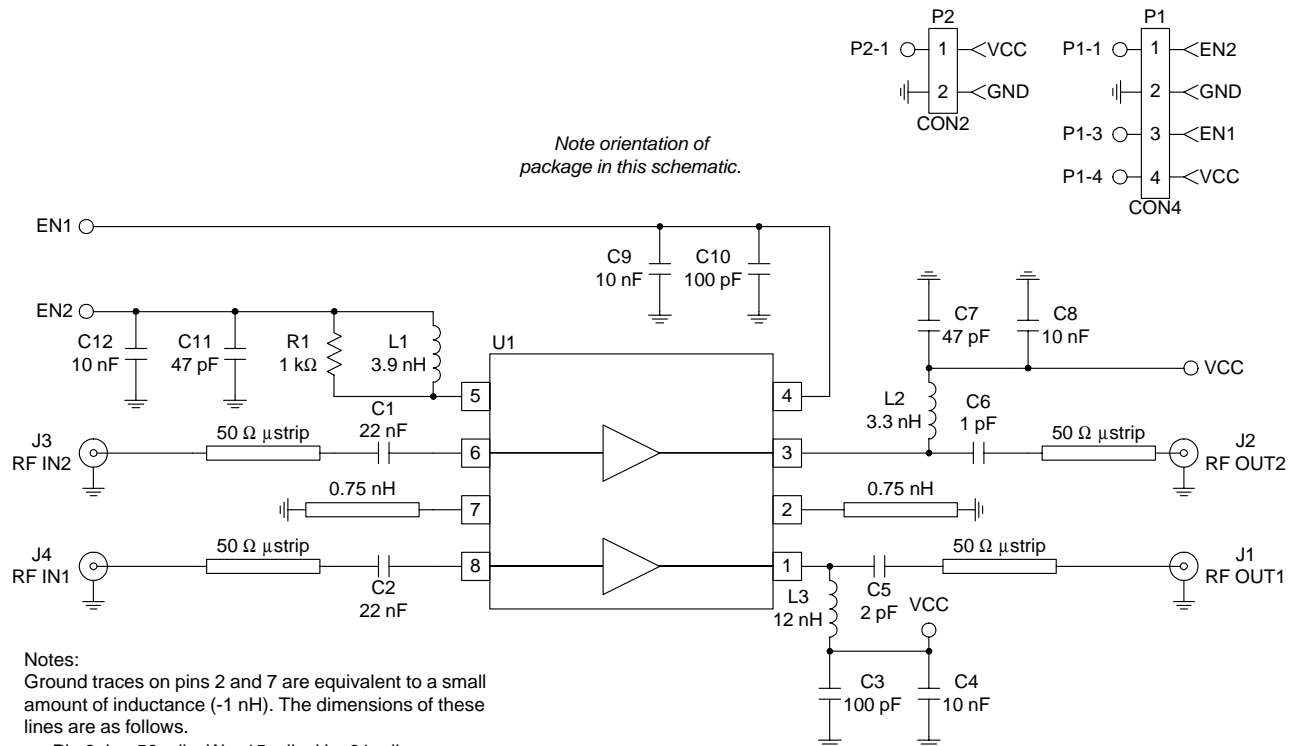 P2
P1
P2-1
1
VCC
2
GND
CON2
P1-1
1
EN2
2
GND
P1-3
3
EN1
P1-4
4
VCC
CON4
Note orientation of
package in this schematic.
EN1
C9
10 nF
C10
100 pF
EN2
C12
10 nF
C11
47 pF
R1
1 kΩ
L1
3.9 nH
U1
C7
47 pF
C8
10 nF
VCC
5
4
L2
3.3 nH
C6
1 pF
C1
22 nF
J3
RF IN2
50 Ω μstrip
6
3
50 Ω μstrip
J2
RF OUT2
0.75 nH
7
2
0.75 nH
J4
RF IN1
50 Ω μstrip
C2
22 nF
8
1
L3
12 nH
C5
2 pF
50 Ω μstrip
J1
RF OUT1
VCC
C3
100 pF
C4
10 nF
Notes:
Ground traces on pins 2 and 7 are equivalent to a small
amount of inductance (-1 nH). The dimensions of these
lines are as follows.